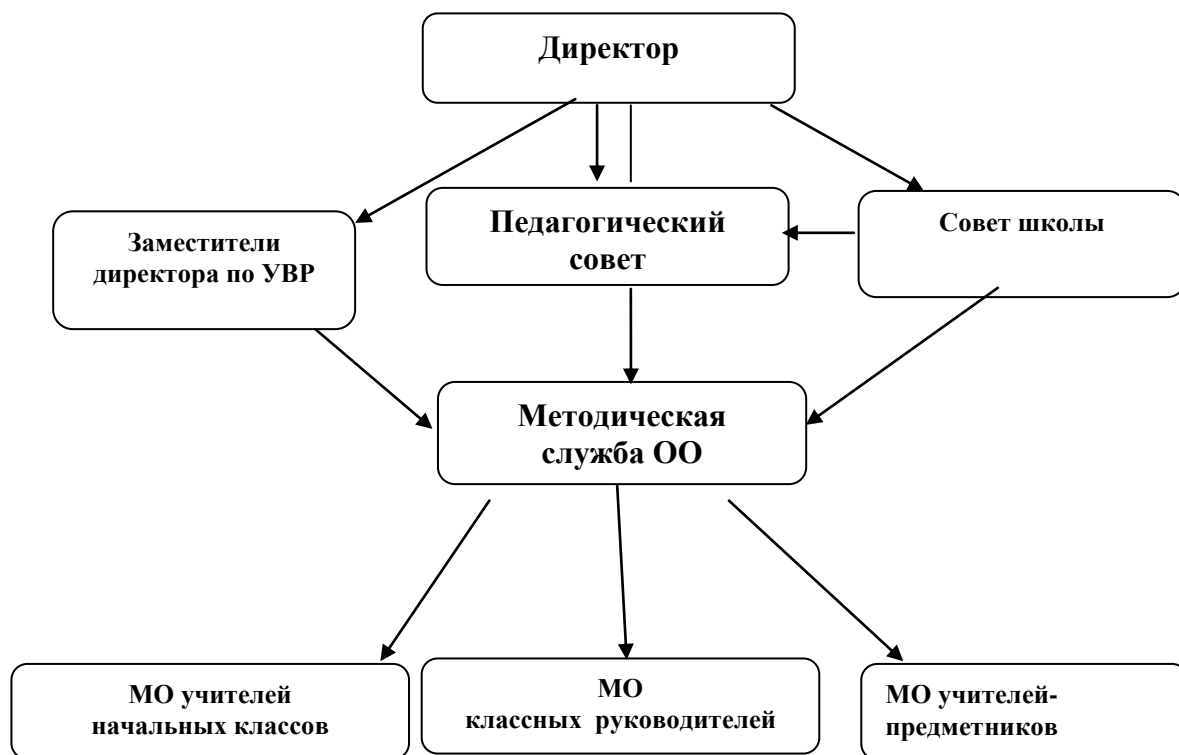 Директор
Заместители
директора по УВР
Педагогический
совет
Совет школы
Методическая
служба ОО
МО учителей
начальных классов
МО
классных руководителей
МО учителей-
предметников